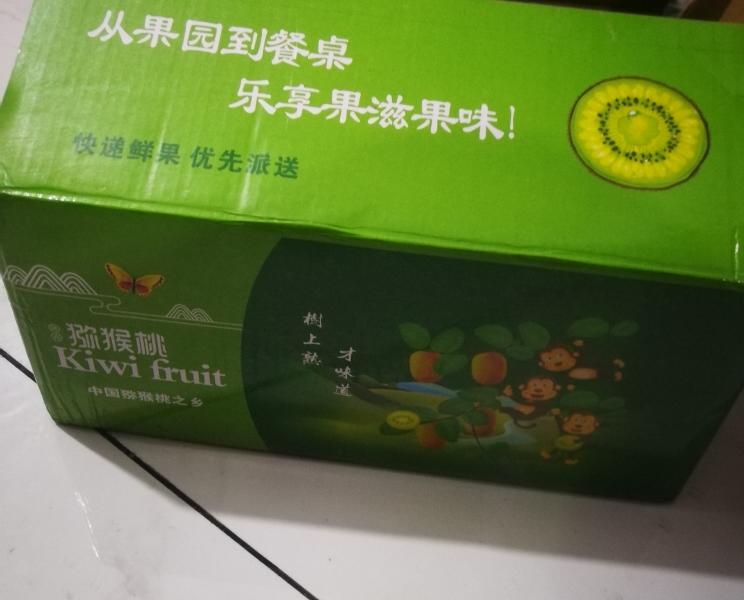 从果园到餐桌
乐享果滋果味!
快递鲜果 优先派送
猕猴桃
Kiwi fruit
中国猕猴桃之乡
樹上熟
才味道